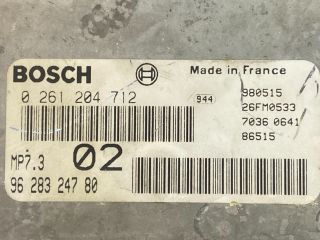 BOSCH Made in France
0 261 204 712 944 980515
26FM0533
7036 0641
86515
MP7.3 02
96 283 247 80